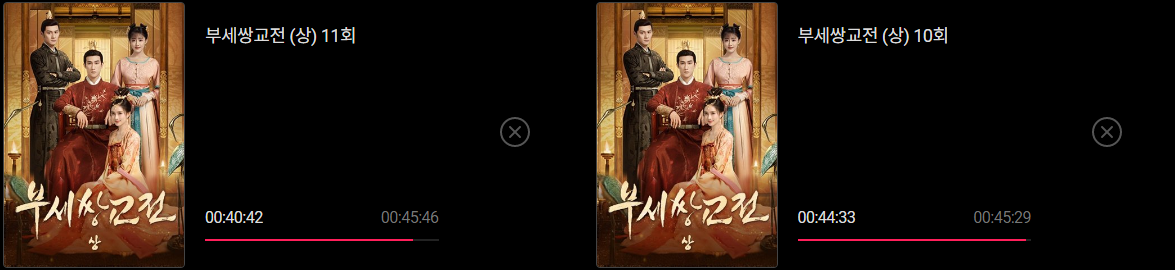 부세쌍교전 (상) 11회
00:40:42
00:45:46
부세쌍교전
상
부세쌍교전 (상) 10회
00:44:33
00:45:29
부세쌍교전
상